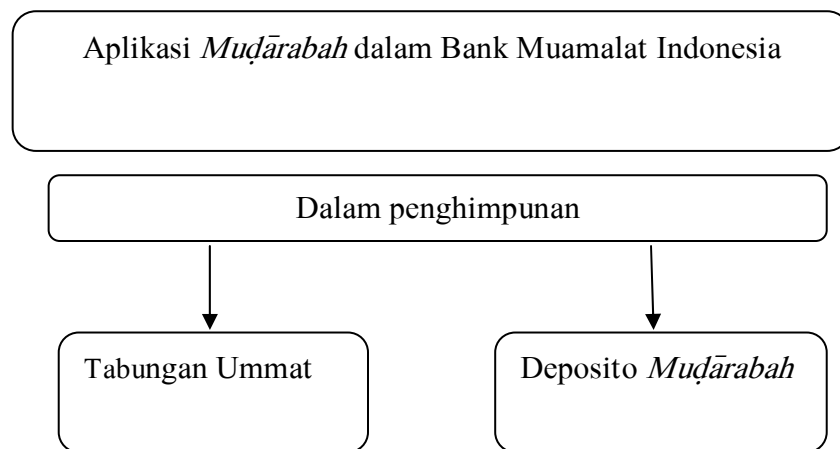 Aplikasi Muḍārabah dalam Bank Muamalat Indonesia
Dalam penghimpunan
Tabungan Ummat
Deposito Muḍārabah